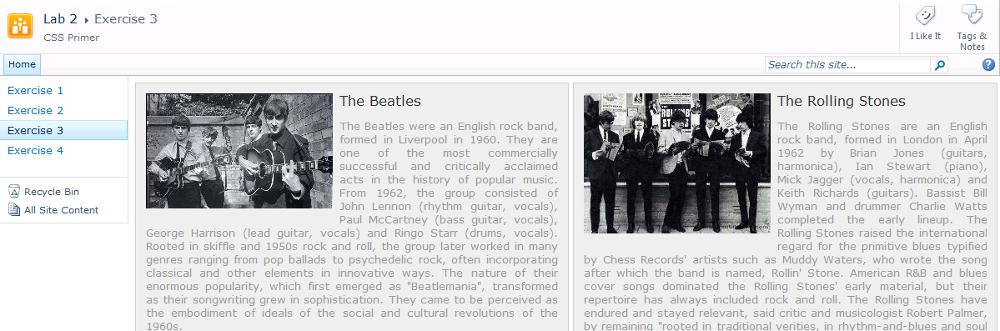 Lab 2 ▸ Exercise 3
CSS Primer
I Like It
Tags &
Notes
Home
Search this site...
Exercise 1
Exercise 2
Exercise 3
Exercise 4
Recycle Bin
All Site Content
The Beatles
The Beatles were an English rock band,
formed in Liverpool in 1960. They are
one of the most commercially
successful and critically acclaimed
acts in the history of popular music.
From 1962, the group consisted of
John Lennon (rhythm guitar, vocals),
Paul McCartney (bass guitar, vocals),
George Harrison (lead guitar, vocals) and Ringo Starr (drums, vocals).
Rooted in skiffle and 1950s rock and roll, the group later worked in many
genres ranging from pop ballads to psychedelic rock, often incorporating
classical and other elements in innovative ways. The nature of their
enormous popularity, which first emerged as "Beatlemania", transformed
as their songwriting grew in sophistication. They came to be perceived as
the embodiment of ideals of the social and cultural revolutions of the
1960s.
The Rolling Stones
The Rolling Stones are an English
rock band, formed in London in April
1962 by Brian Jones (guitars,
harmonica), Ian Stewart (piano),
Mick Jagger (vocals, harmonica) and
Keith Richards (guitars). Bassist Bill
Wyman and drummer Charlie Watts
completed the early lineup. The
Rolling Stones raised the international
regard for the primitive blues typified
by Chess Records' artists such as Muddy Waters, who wrote the song
after which the band is named, Rollin' Stone. American R&B and blues
cover songs dominated the Rolling Stones' early material, but their
repertoire has always included rock and roll. The Rolling Stones have
endured and stayed relevant, said critic and musicologist Robert Palmer,
by remaining "rooted in traditional verities, in rhythm-and-blues and soul
THE
ROLLING
STONES